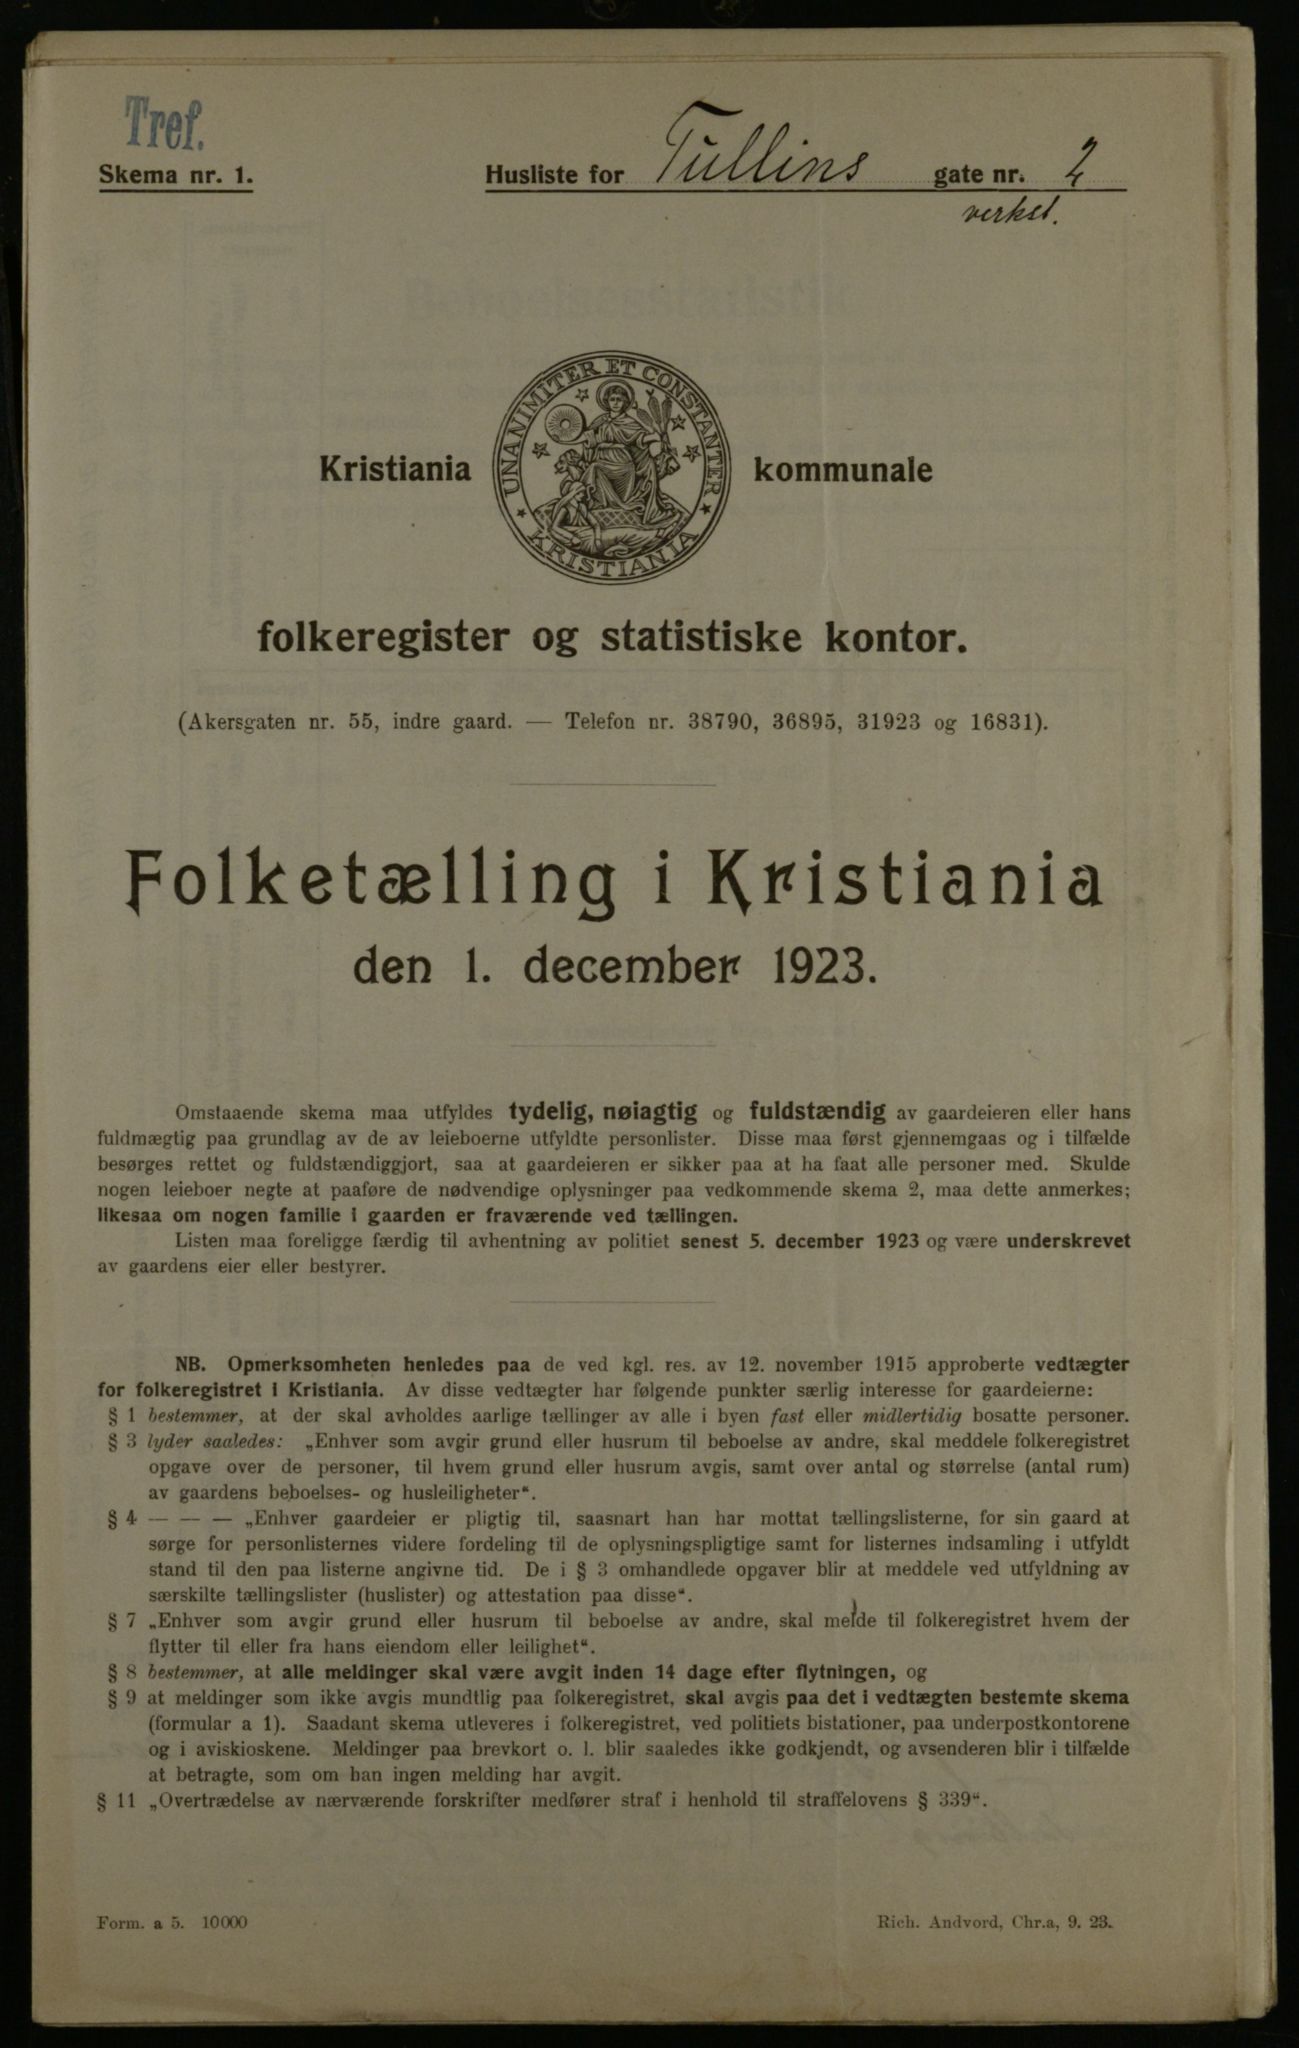 Tref.
Skema nr. 1.
Husliste for Tullins gate nr. 2
verkst.
UNANIMITER ET CONSTANTER
KRISTIANIA
Kristiania kommunale
folkeregister og statistiske kontor.
(Akersgaten nr. 55, indre gaard. — Telefon nr. 38790, 36895, 31923 og 16831).
Folketælling i Kristiania
den 1. december 1923.
Omstaaende skema maa utfyldes tydelig, nøiagtig og fuldstændig av gaardeieren eller hans
fuldmægtig paa grundlag av de av leieboerne utfyldte personlister. Disse maa først gjennemgaas og i tilfælde
besørges rettet og fuldstændiggjort, saa at gaardeieren er sikker paa at ha faat alle personer med. Skulde
nogen leieboer negte at paaføre de nødvendige oplysninger paa vedkommende skema 2, maa dette anmerkes;
likesaa om nogen familie i gaarden er fraværende ved tællingen.
Listen maa foreligge færdig til avhentning av politiet senest 5. december 1923 og være underskrevet
av gaardens eier eller bestyrer.
NB. Opmerksomheten henledes paa de ved kgl. res. av 12. november 1915 approberte vedtægter
for folkeregistret i Kristiania. Av disse vedtægter har følgende punkter særlig interesse for gaardeierne:
§ 1 bestemmer, at der skal avholdes aarlige tællinger av alle i byen fast eller midlertidig bosatte personer.
§ 3 lyder saaledes: „Enhver som avgir grund eller husrum til beboelse av andre, skal meddele folkeregistret
opgave over de personer, til hvem grund eller husrum avgis, samt over antal og størrelse (antal rum)
av gaardens beboelses- og husleiligheter“.
§ 4 — — — „Enhver gaardeier er pligtig til, saasnart han har mottat tællingslisterne, for sin gaard at
sørge for personlisternes videre fordeling til de oplysningspligtige samt for listernes indsamling i utfyldt
stand til den paa listerne angivne tid. De i § 3 omhandlede opgaver blir at meddele ved utfyldning av
særskilte tællingslister (huslister) og attestation paa disse“.
§ 7 „Enhver som avgir grund eller husrum til beboelse av andre, skal melde til folkeregistret hvem der
flytter til eller fra hans eiendom eller leilighet“.
§ 8 bestemmer, at alle meldinger skal være avgit inden 14 dage efter flytningen, og
§ 9 at meldinger som ikke avgis mundtlig paa folkeregistret, skal avgis paa det i vedtægten bestemte skema
(formular a 1). Saadant skema utleveres i folkeregistret, ved politiets bistationer, paa underpostkontorene
og i aviskioskene. Meldinger paa brevkort o. l. blir saaledes ikke godkjendt, og avsenderen blir i tilfælde
at betragte, som om han ingen melding har avgit.
§ 11 „Overtrædelse av nærværende forskrifter medfører straf i henhold til straffelovens § 339“.
Form. a 5. 10000
Rich. Andvord, Chr.a, 9. 23.